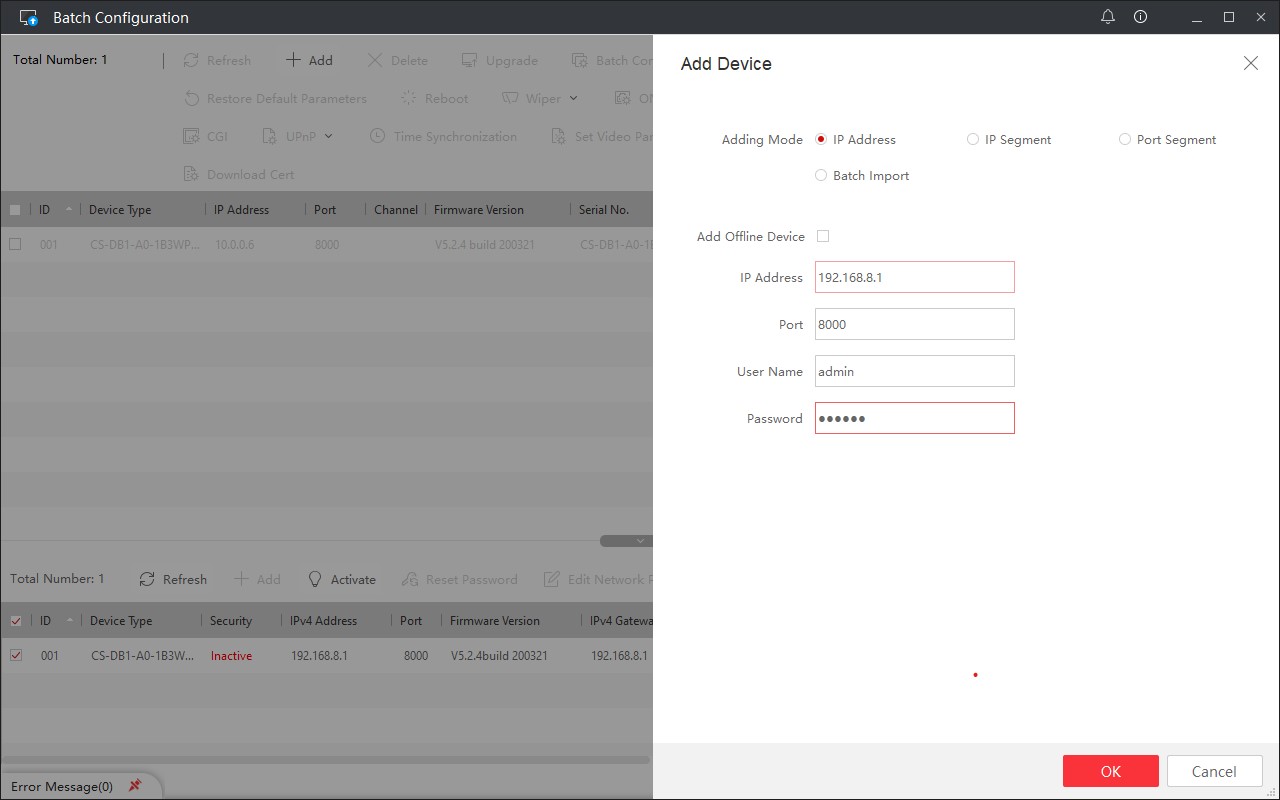 Batch Configuration
Total Number: 1
Refresh
Add
Delete
Upgrade
Batch Con
Restore Default Parameters
Reboot
Wiper
CGI
UPnP
Time Synchronization
Set Video Par
Download Cert
ID
Device Type
IP Address
Port
Channel
Firmware Version
Serial No.
001
CS-DB1-A0-1B3WP...
10.0.0.6
8000
V5.2.4 build 200321
CS-DB1-A0-1B
Total Number: 1
Refresh
Add
Activate
Reset Password
Edit Network P
ID
Device Type
Security
IPv4 Address
Port
Firmware Version
IPv4 Gatewa
001
CS-DB1-A0-1B3W...
Inactive
192.168.8.1
8000
V5.2.4build 200321
192.168.8.1
Error Message(0)
Add Device
Adding Mode
IP Address
IP Segment
Port Segment
Batch Import
Add Offline Device
IP Address
192.168.8.1
Port
8000
User Name
admin
Password
●●●●●●
OK
Cancel